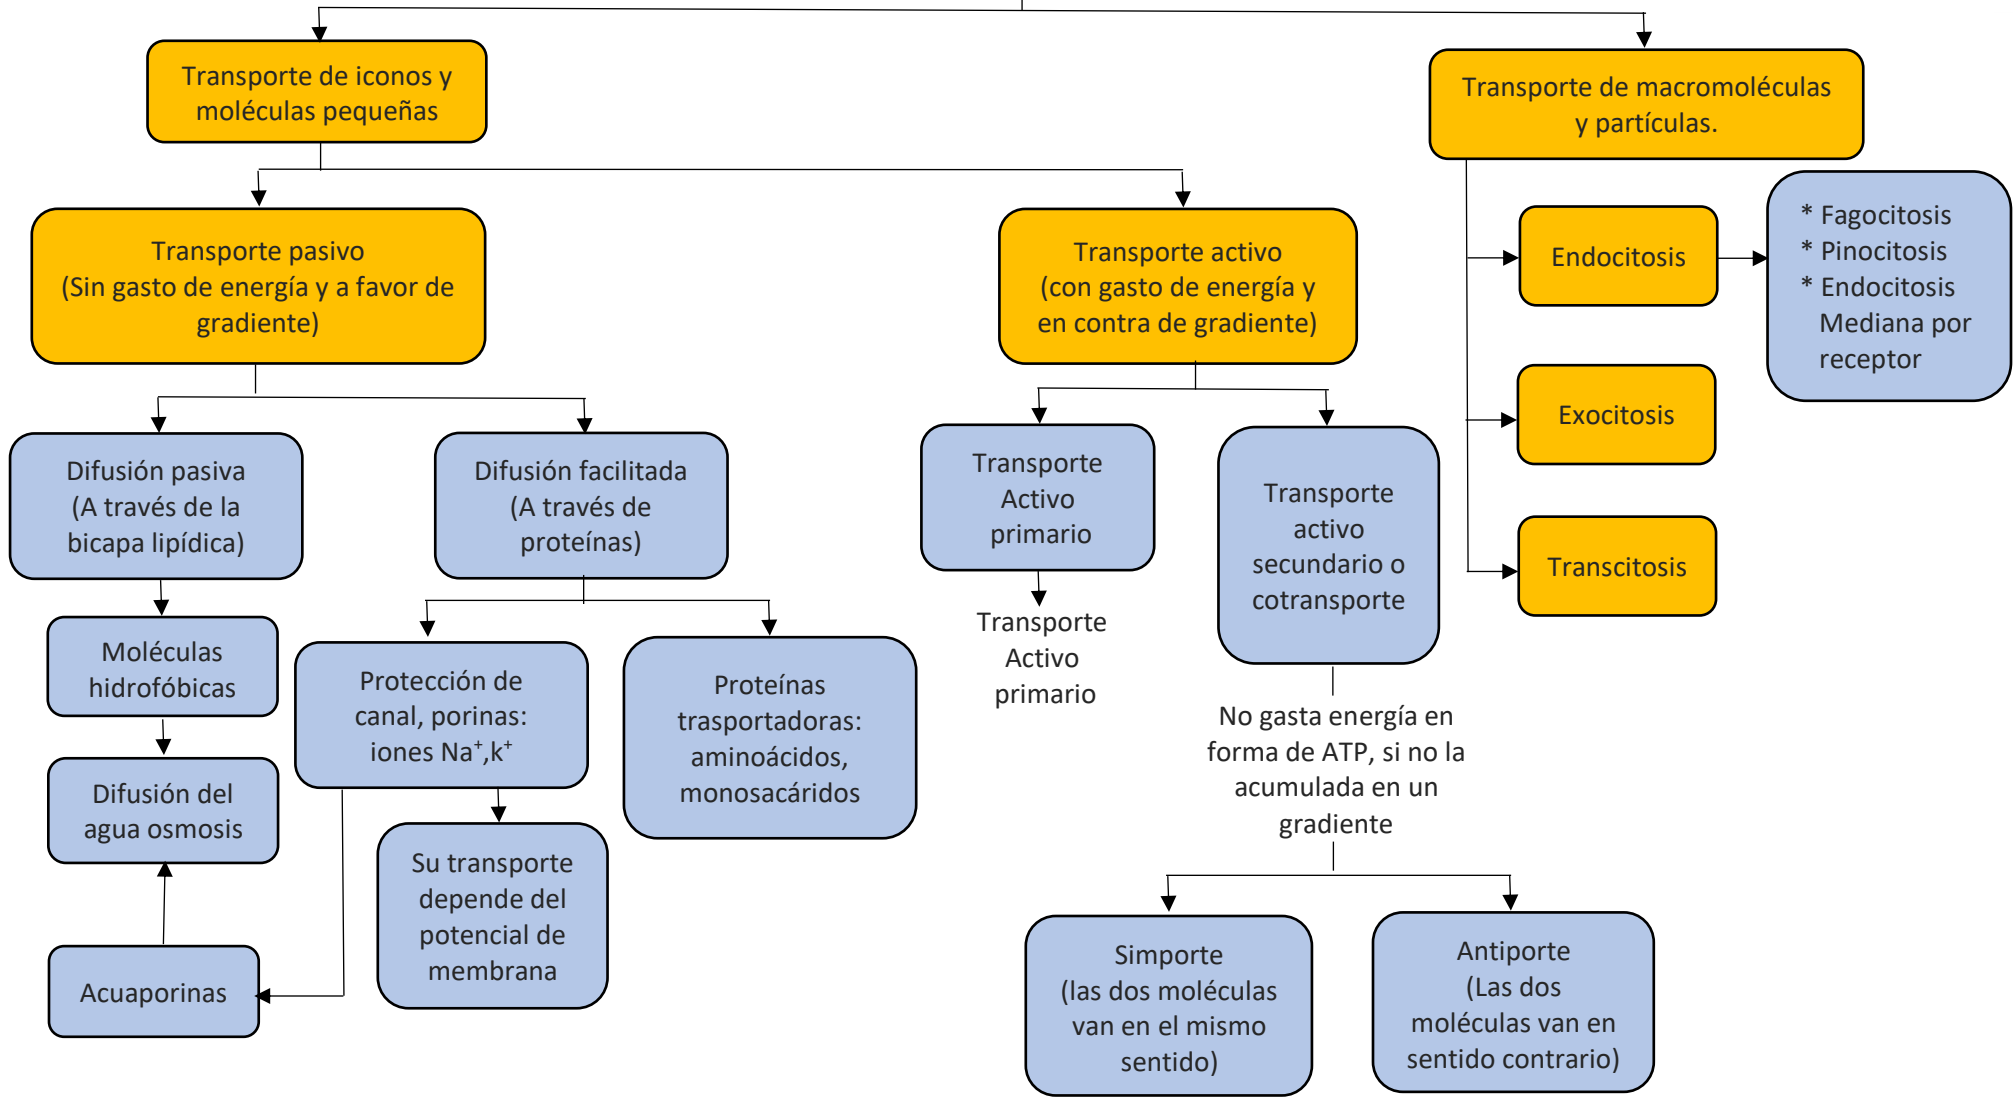 Transporte de iconos y
moléculas pequeñas
Transporte de macromoléculas
y partículas.
Transporte pasivo
(Sin gasto de energía y a favor de
gradiente)
Transporte activo
(con gasto de energía y
en contra de gradiente)
Endocitosis
* Fagocitosis
* Pinocitosis
* Endocitosis
Mediana por
receptor
Exocitosis
Transcitosis
Difusión pasiva
(A través de la
bicapa lipídica)
Difusión facilitada
(A través de
proteínas)
Transporte
Activo
primario
Transporte
activo
secundario o
cotransporte
Moléculas
hidrofóbicas
Protección de
canal, porinas:
iones Na⁺,k⁺
Proteínas
trasportadoras:
aminoácidos,
monosacáridos
Transporte
Activo
primario
No gasta energía en
forma de ATP, si no la
acumulada en un
gradiente
Difusión del
agua osmosis
Su transporte
depende del
potencial de
membrana
Acuaporinas
Simporte
(las dos moléculas
van en el mismo
sentido)
Antiporte
(Las dos
moléculas van en
sentido contrario)